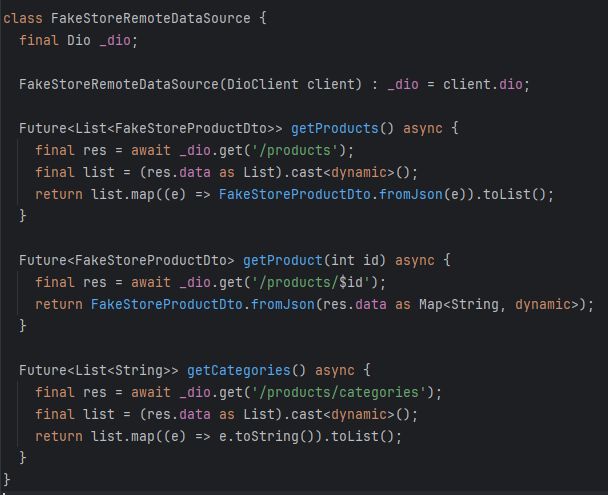 class FakeStoreRemoteDataSource {
  final Dio _dio;

  FakeStoreRemoteDataSource(DioClient client) : _dio = client.dio;

  Future<List<FakeStoreProductDto>> getProducts() async {
    final res = await _dio.get('/products');
    final list = (res.data as List).cast<dynamic>();
    return list.map((e) => FakeStoreProductDto.fromJson(e)).toList();
  }

  Future<FakeStoreProductDto> getProduct(int id) async {
    final res = await _dio.get('/products/$id');
    return FakeStoreProductDto.fromJson(res.data as Map<String, dynamic>);
  }

  Future<List<String>> getCategories() async {
    final res = await _dio.get('/products/categories');
    final list = (res.data as List).cast<dynamic>();
    return list.map((e) => e.toString()).toList();
  }
}